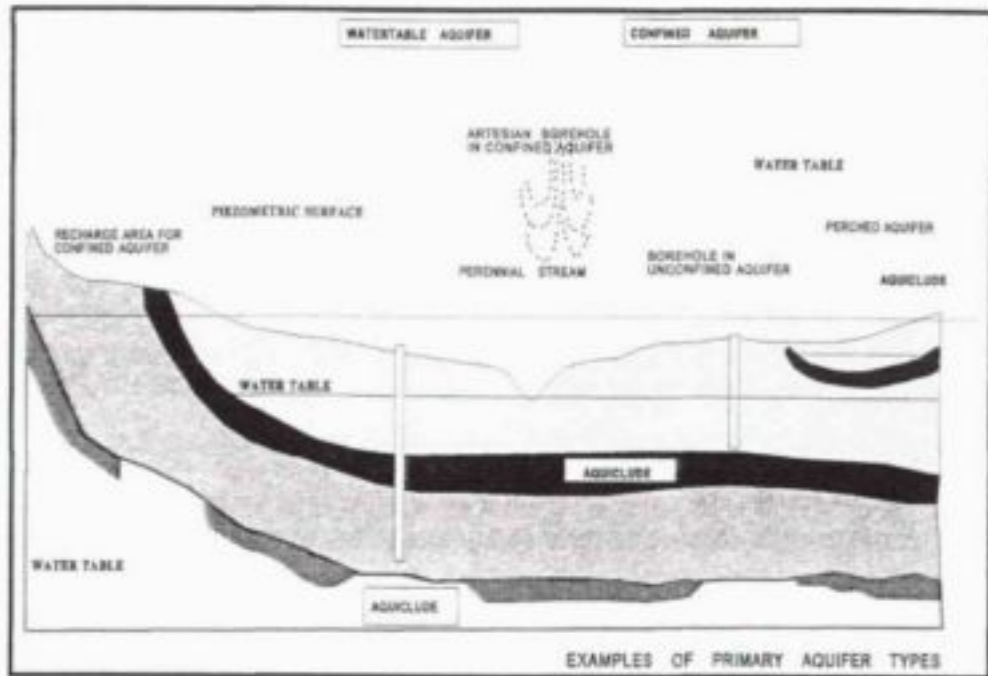 WATERTABLE AQUIFER
CONFINED AQUIFER
ARTESIAN BOREHOLE
IN CONFINED AQUIFER
WATER TABLE
PIEZOMETRIC SURFACE
RECHARGE AREA FOR
CONFINED AQUIFER
PERCHED AQUIFER
PERENNIAL STREAM
BOREHOLE IN
UNCONFINED AQUIFER
AQUICLUDE
WATER TABLE
AQUICLUDE
WATER TABLE
AQUICLUDE
EXAMPLES OF PRIMARY AQUIFER TYPES